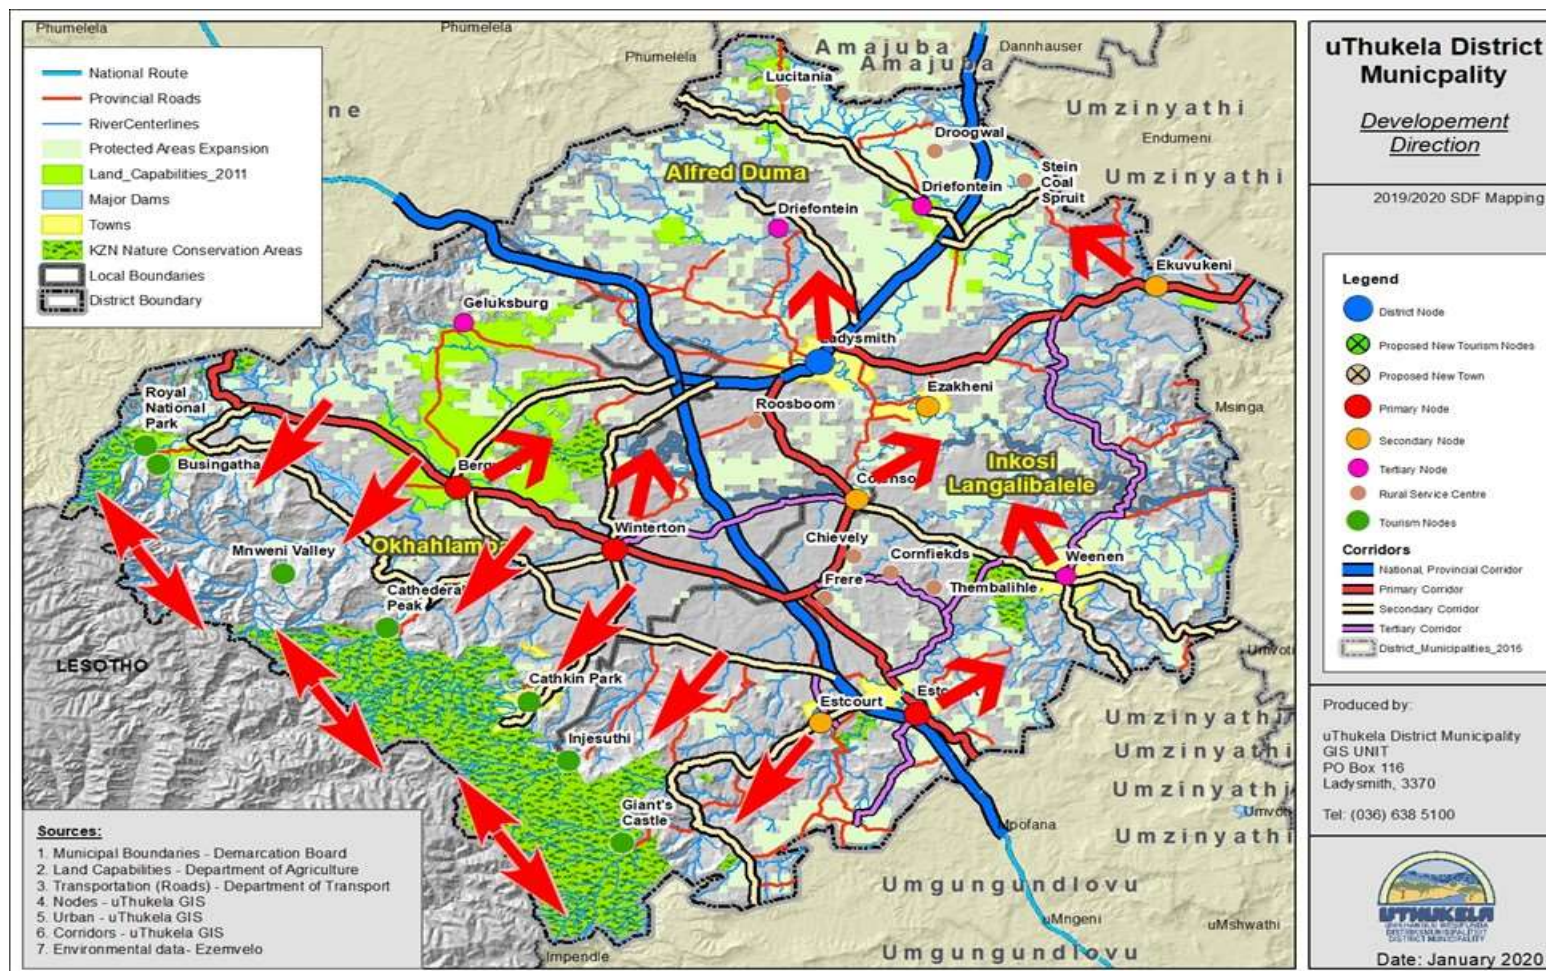 Phumelela
Phumelela
Phumelela
Amajuba
Amajuba
Dannhauser
ne
Umzinyathi
Endumeni
Umzinyathi
National Route
Provincial Roads
RiverCenterlines
Protected Areas Expansion
Land_Capabilities_2011
Major Dams
Towns
KZN Nature Conservation Areas
Local Boundaries
District Boundary
Lucitania
Droogwal
Alfred Duma
Driefontein
Stein
Coal
Spruit
Driefontein
Ekuvukeni
Geluksburg
Ladysmith
Royal
National
Park
Roosboom
Ezakheni
Msinga
Busingatha
Inkosi
Langalibalele
Winterton
Chievely
Okhahlam
Mnweni Valley
Cornfiekds
Weenen
Cathederal
Peak
Frere
Thembalihle
LESOTHO
Cathkin Park
Estcourt
Injesuthi
Giant's
Castle
Umzinyathi
Umzinyathi
Umzinyathi
Umzinyathi
Mpofana
Umgungundlovu
uMngeni
uMshwathi
Umgungundlovu
Impendle
Sources:
1. Municipal Boundaries - Demarcation Board
2. Land Capabilities - Department of Agriculture
3. Transportation (Roads) - Department of Transport
4. Nodes - uThukela GIS
5. Urban - uThukela GIS
6. Corridors - uThukela GIS
7. Environmental data- Ezemvelo
uThukela District
Municpality
Developement
Direction
2019/2020 SDF Mapping
Legend
District Node
Proposed New Tourism Nodes
Proposed New Town
Primary Node
Secondary Node
Tertiary Node
Rural Service Centre
Tourism Nodes
Corridors
National, Provincial Corridor
Primary Corridor
Secondary Corridor
Tertiary Corridor
District_Municipalities_2016
Produced by:
uThukela District Municipality
GIS UNIT
PO Box 116
Ladysmith, 3370
Tel: (036) 638 5100
UTHUKELA
DISTRICT MUNICIPALITY
Date: January 2020